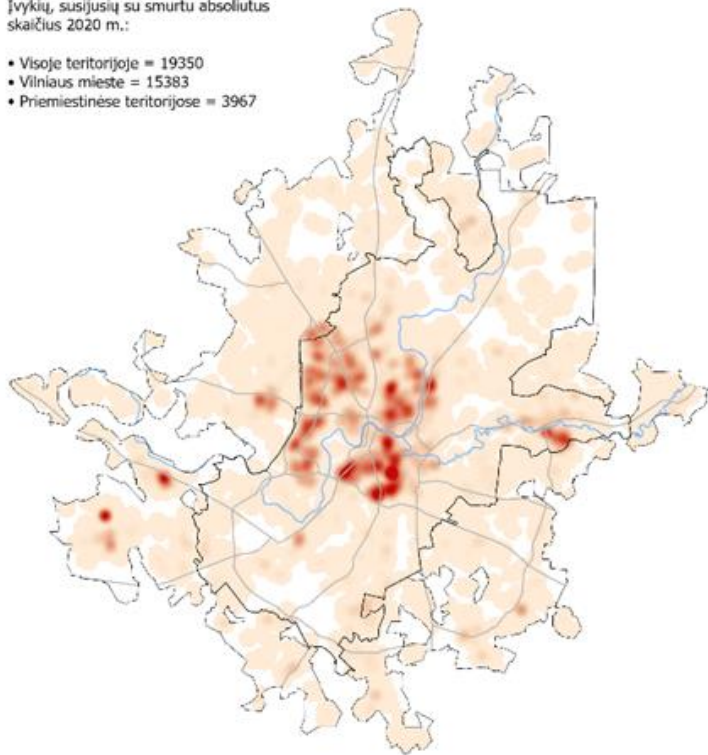 Įvykių, susijusių su smurtu absoliutus
skaičius 2020 m.:
• Visoje teritorijoje = 19350
• Vilniaus mieste = 15383
• Priemiestinėse teritorijose = 3967